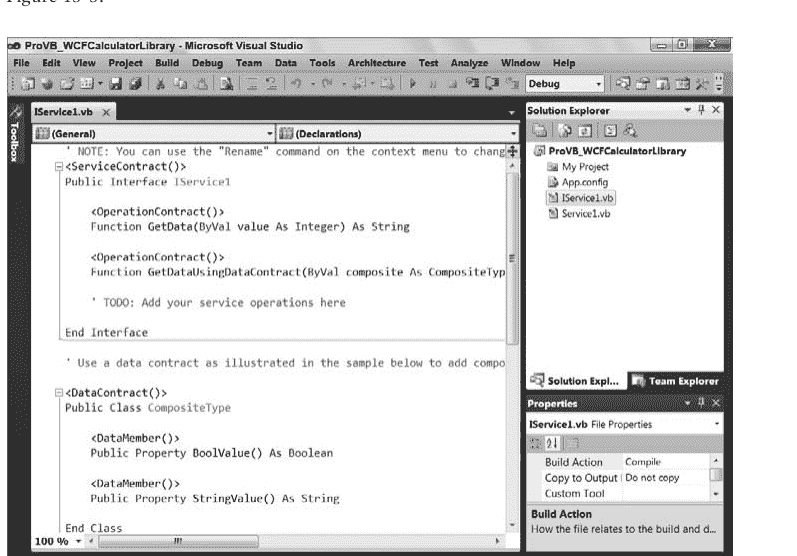 ProVB_WCFCalculatorLibrary - Microsoft Visual Studio
File Edit View Project Build Debug Team Data Tools Architecture Test Analyze Window Help
Debug
Toolbox
IService1.vb
(General) (Declarations)
' NOTE: You can use the "Rename" command on the context menu to chang
<ServiceContract()>
Public Interface IService1
<OperationContract()>
Function GetData(ByVal value As Integer) As String
<OperationContract()>
Function GetDataUsingDataContract(ByVal composite As CompositeTyp
' TODO: Add your service operations here
End Interface
' Use a data contract as illustrated in the sample below to add compo
<DataContract()>
Public Class CompositeType
<DataMember()>
Public Property BoolValue() As Boolean
<DataMember()>
Public Property StringValue() As String
End Class
100 %
Solution Explorer
ProVB_WCFCalculatorLibrary
My Project
App.config
IService1.vb
Service1.vb
Solution Expl... Team Explorer
Properties
IService1.vb File Properties
Build Action Compile
Copy to Output Do not copy
Custom Tool
Build Action
How the file relates to the build and d...